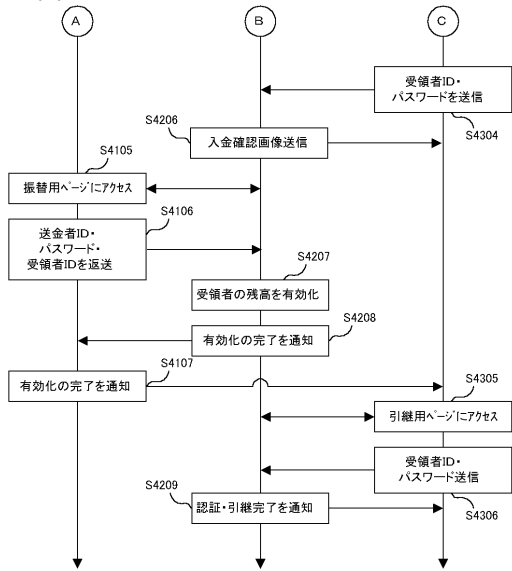 A
B
C
受領者ID・
パスワードを送信
S4304
S4206
入金確認画像送信
S4105
振替用ページにアクセス
S4106
送金者ID・
パスワード・
受領者IDを返送
S4207
受領者の残高を有効化
S4208
有効化の完了を通知
S4107
有効化の完了を通知
S4305
引継用ページにアクセス
受領者ID・
パスワード送信
S4306
S4209
認証・引継完了を通知